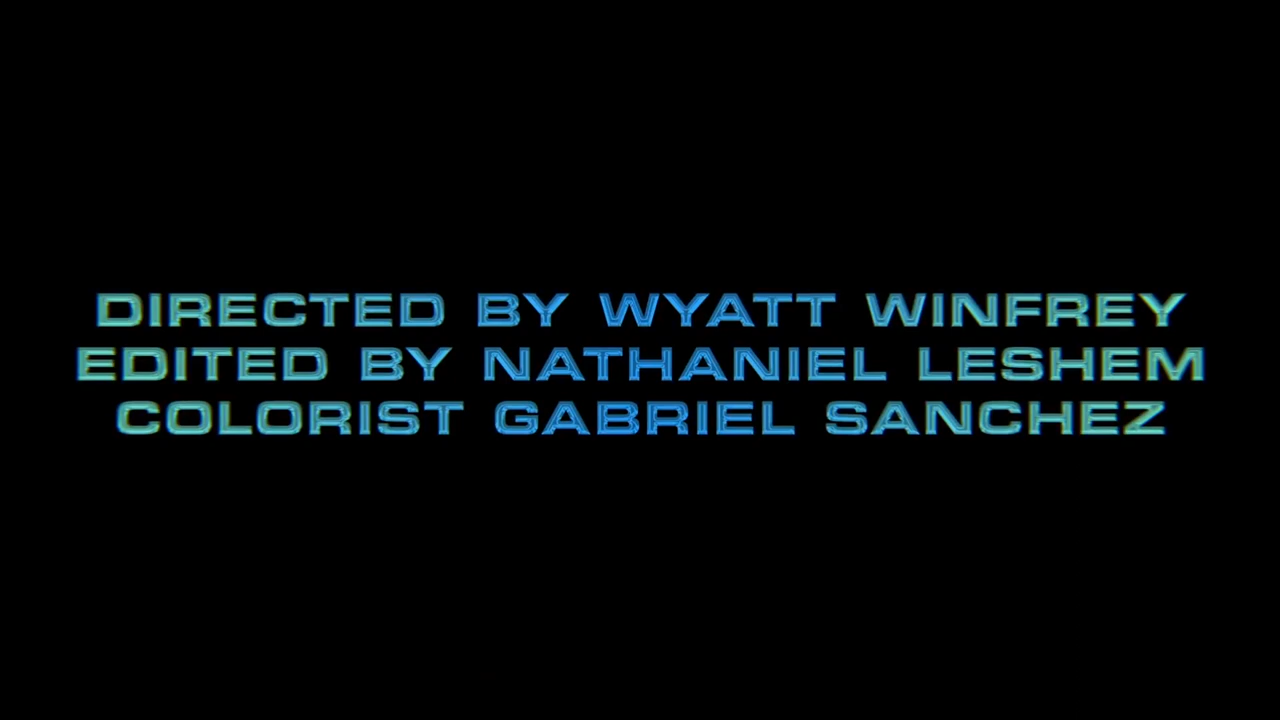 DIRECTED BY WYATT WINFREY
EDITED BY NATHANIEL LESHEM
COLORIST GABRIEL SANCHEZ